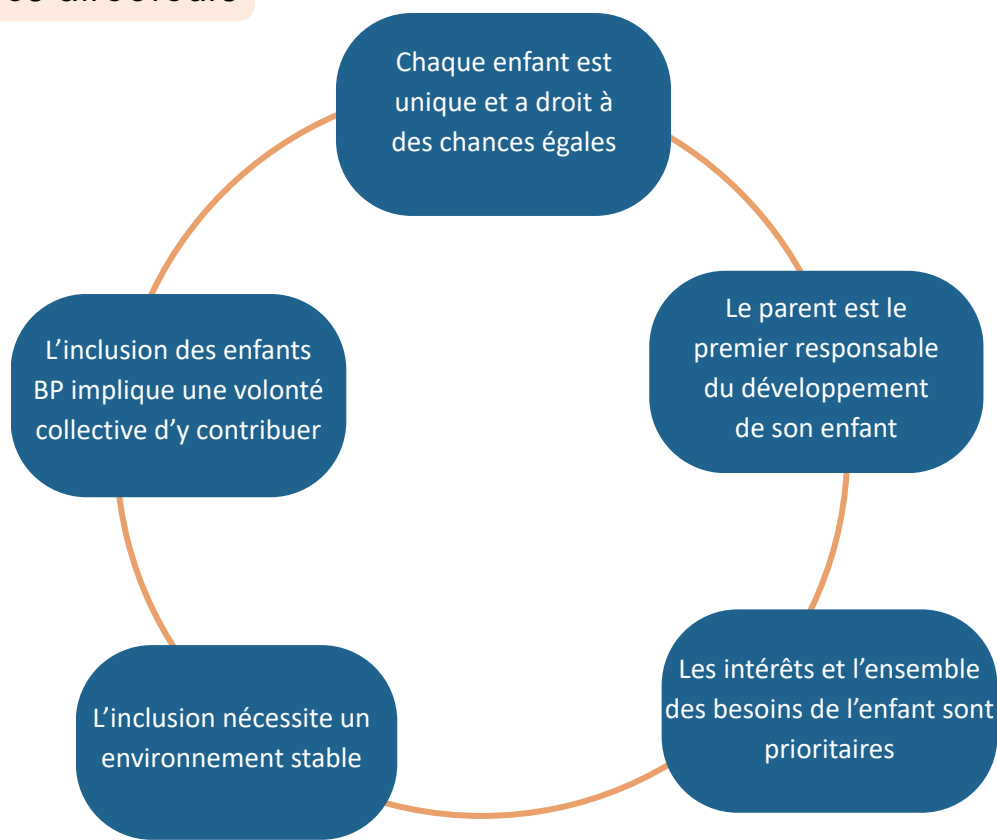 directeurs
Chaque enfant est
unique et a droit à
des chances égales
Le parent est le
premier responsable
du développement
de son enfant
Les intérêts et l'ensemble
des besoins de l'enfant sont
prioritaires
L'inclusion nécessite un
environnement stable
L'inclusion des enfants
BP implique une volonté
collective d'y contribuer